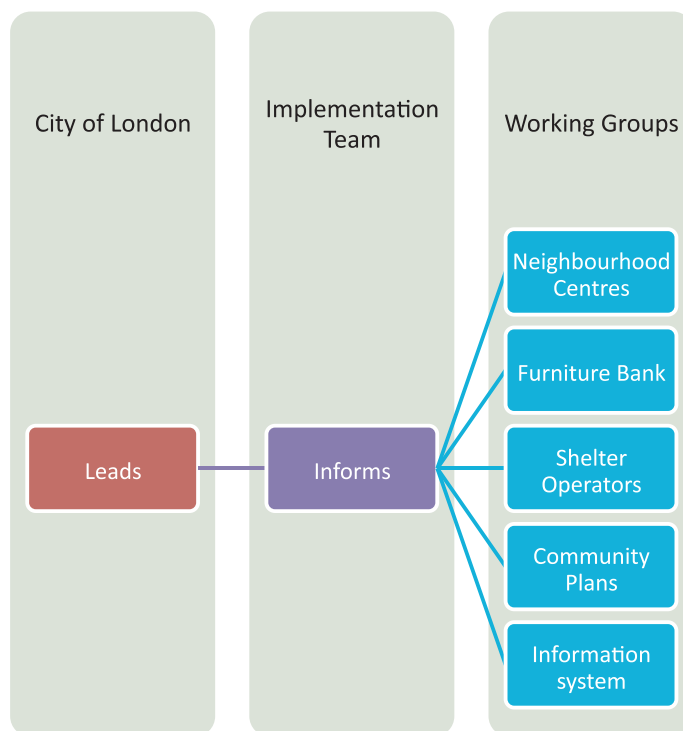 City of London
Implementation
Team
Working Groups
Neighbourhood
Centres
Furniture Bank
Leads
Informs
Shelter
Operators
Community
Plans
Information
system